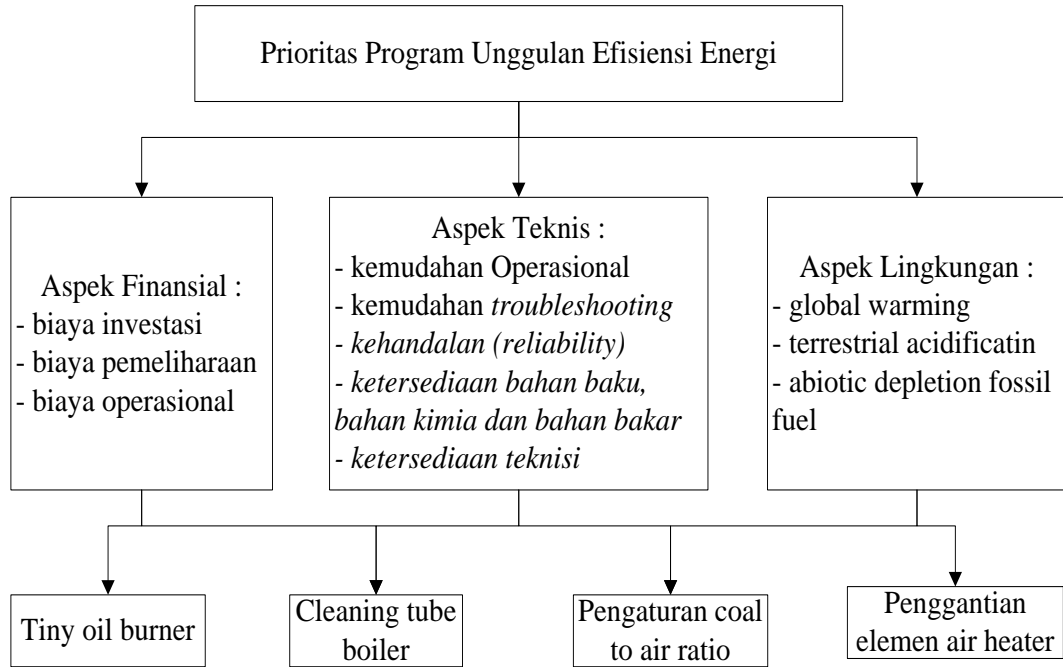 Prioritas Program Unggulan Efisiensi Energi
Aspek Finansial :
- biaya investasi
- biaya pemeliharaan
- biaya operasional
Aspek Teknis :
- kemudahan Operasional
- kemudahan troubleshooting
- kehandalan (reliability)
- ketersediaan bahan baku,
bahan kimia dan bahan bakar
- ketersediaan teknisi
Aspek Lingkungan :
- global warming
- terrestrial acidificatin
- abiotic depletion fossil
fuel
Tiny oil burner
Cleaning tube
boiler
Pengaturan coal
to air ratio
Penggantian
elemen air heater